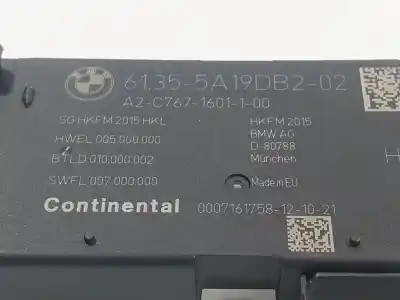 BMW
61.35-5A19DB2-02
A2-C767-1601-1-00
SG HKFM 2015 HKL
HWEL 005.000.000
BTLD 010.000.002
SWFL 007.000.000
HKFM 2015
BMW AG
D-80788
München
Made in EU
H
Continental 0007161758-12-10-21